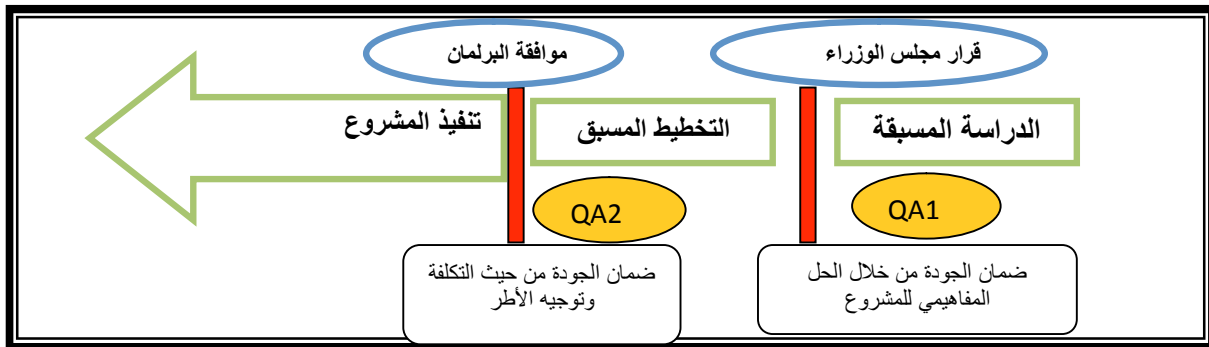 قرار مجلس الوزراء
موافقة البرلمان
الدراسة المسبقة
التخطيط المسبق
تنفيذ المشروع
QA1
QA2
ضمان الجودة من خلال الحل
المفاهيمي للمشروع
ضمان الجودة من حيث التكلفة
وتوجيه الأطر